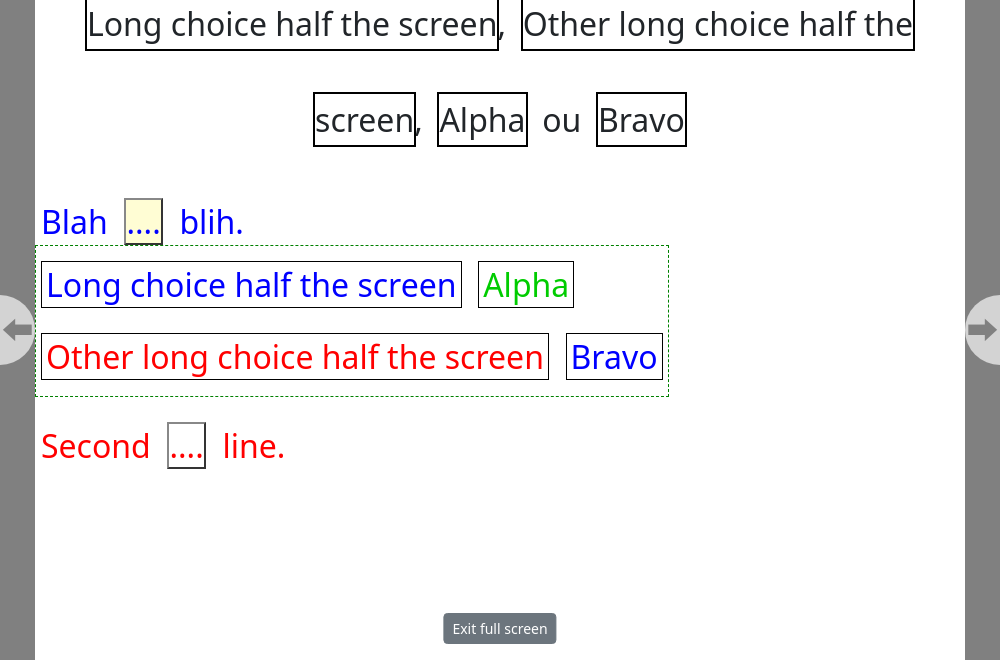 Long choice half the screen, Other long choice half the
screen, Alpha ou Bravo
Blah .... blih.
Long choice half the screen Alpha
Other long choice half the screen Bravo
Second .... line.
Exit full screen